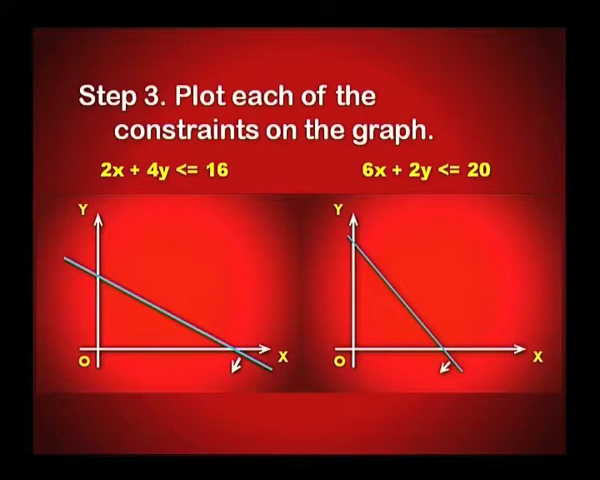 Step 3. Plot each of the
constraints on the graph.
2x + 4y <= 16
6x + 2y <= 20
Y
Y
O
X
O
X